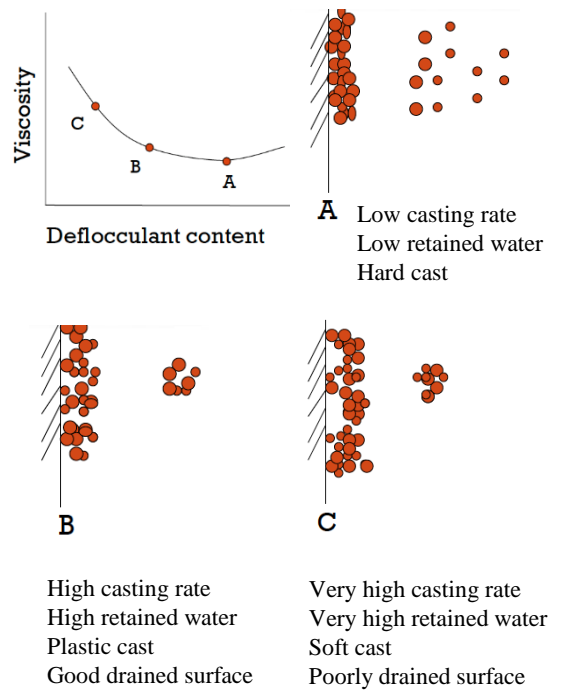 Viscosity
C
B
A
Deflocculant content
A
Low casting rate
Low retained water
Hard cast
B
High casting rate
High retained water
Plastic cast
Good drained surface
C
Very high casting rate
Very high retained water
Soft cast
Poorly drained surface